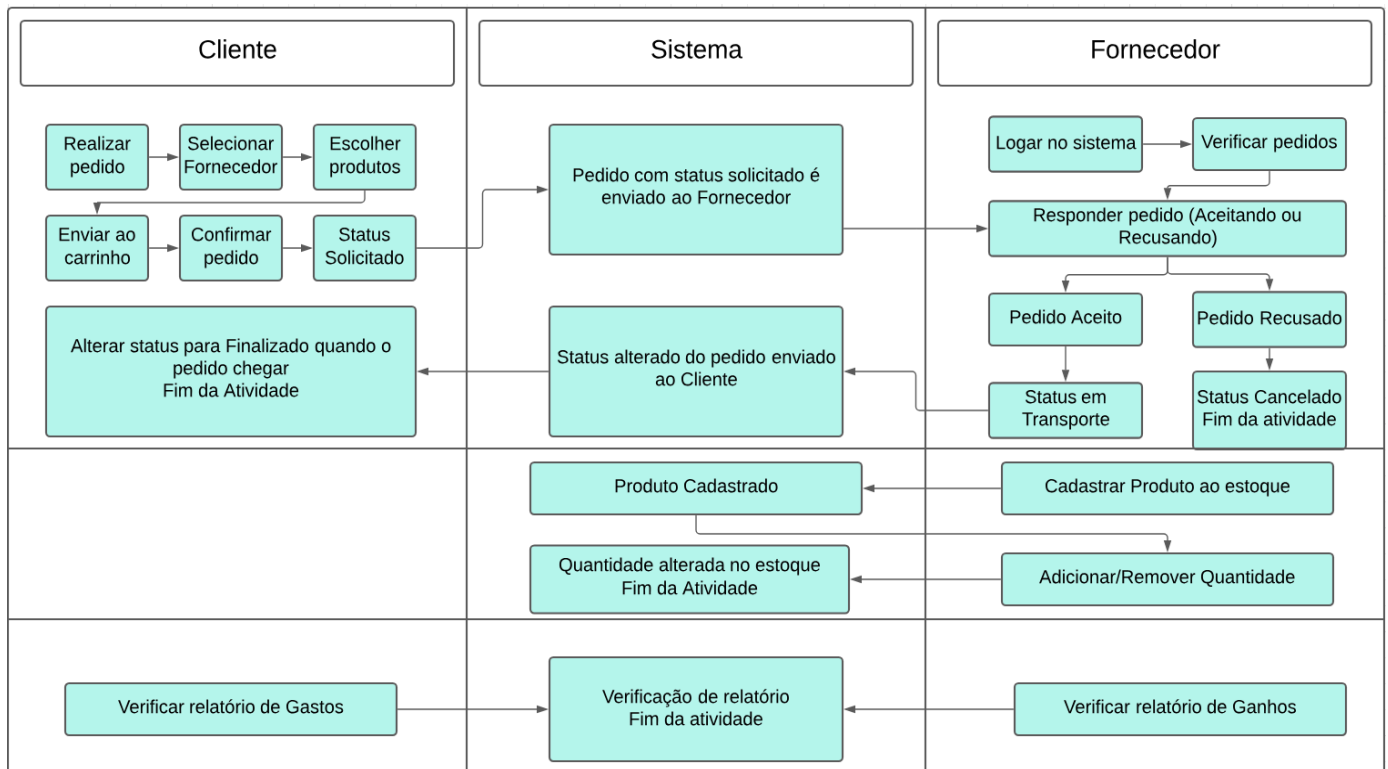 Cliente
Sistema
Fornecedor
Realizar
pedido
Selecionar
Fornecedor
Escolher
produtos
Enviar ao
carrinho
Confirmar
pedido
Status
Solicitado
Pedido com status solicitado é
enviado ao Fornecedor
Logar no sistema
Verificar pedidos
Responder pedido (Aceitando ou
Recusando)
Pedido Aceito
Pedido Recusado
Status em
Transporte
Status Cancelado
Fim da atividade
Status alterado do pedido enviado
ao Cliente
Alterar status para Finalizado quando o
pedido chegar
Fim da Atividade
Produto Cadastrado
Cadastrar Produto ao estoque
Quantidade alterada no estoque
Fim da Atividade
Adicionar/Remover Quantidade
Verificar relatório de Gastos
Verificação de relatório
Fim da atividade
Verificar relatório de Ganhos